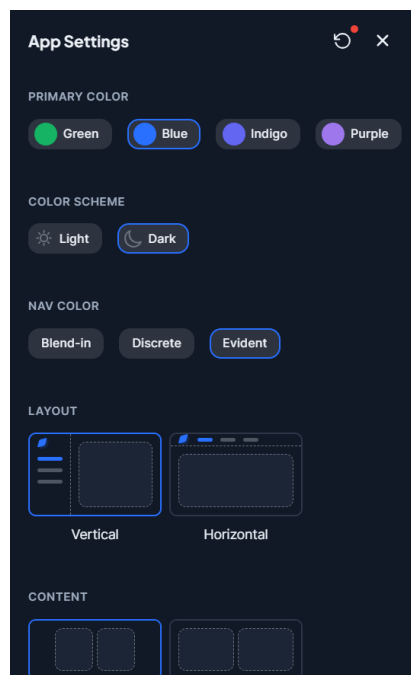 App Settings
PRIMARY COLOR
Green Blue Indigo Purple
COLOR SCHEME
Light Dark
NAV COLOR
Blend-in Discrete Evident
LAYOUT
Vertical Horizontal
CONTENT